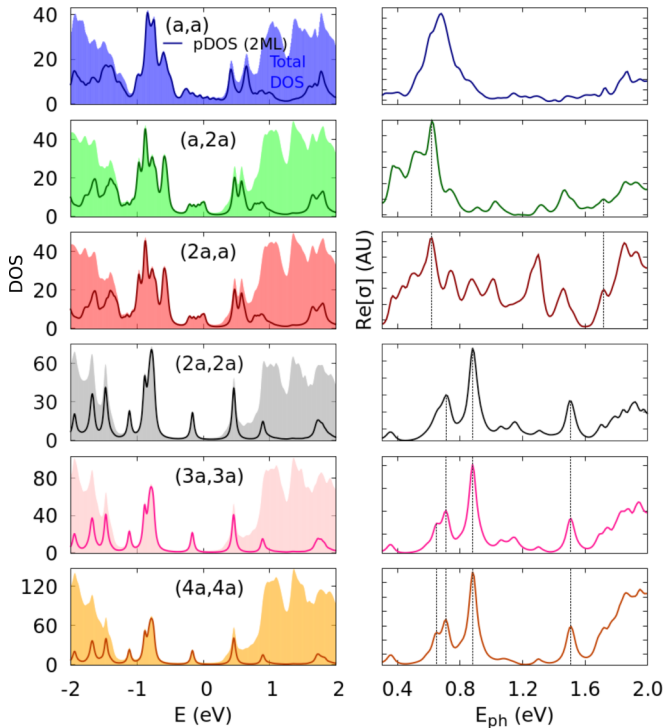 (a,a)
pDOS (2ML)
Total
DOS
40
20
0
(a,2a)
40
20
0
(2a,a)
40
20
0
(2a,2a)
60
30
0
(3a,3a)
80
40
0
(4a,4a)
120
60
0
DOS
-2 -1 0 1 2
E (eV)
Re[σ] (AU)
0.4 0.8 1.2 1.6 2.0
E_ph (eV)